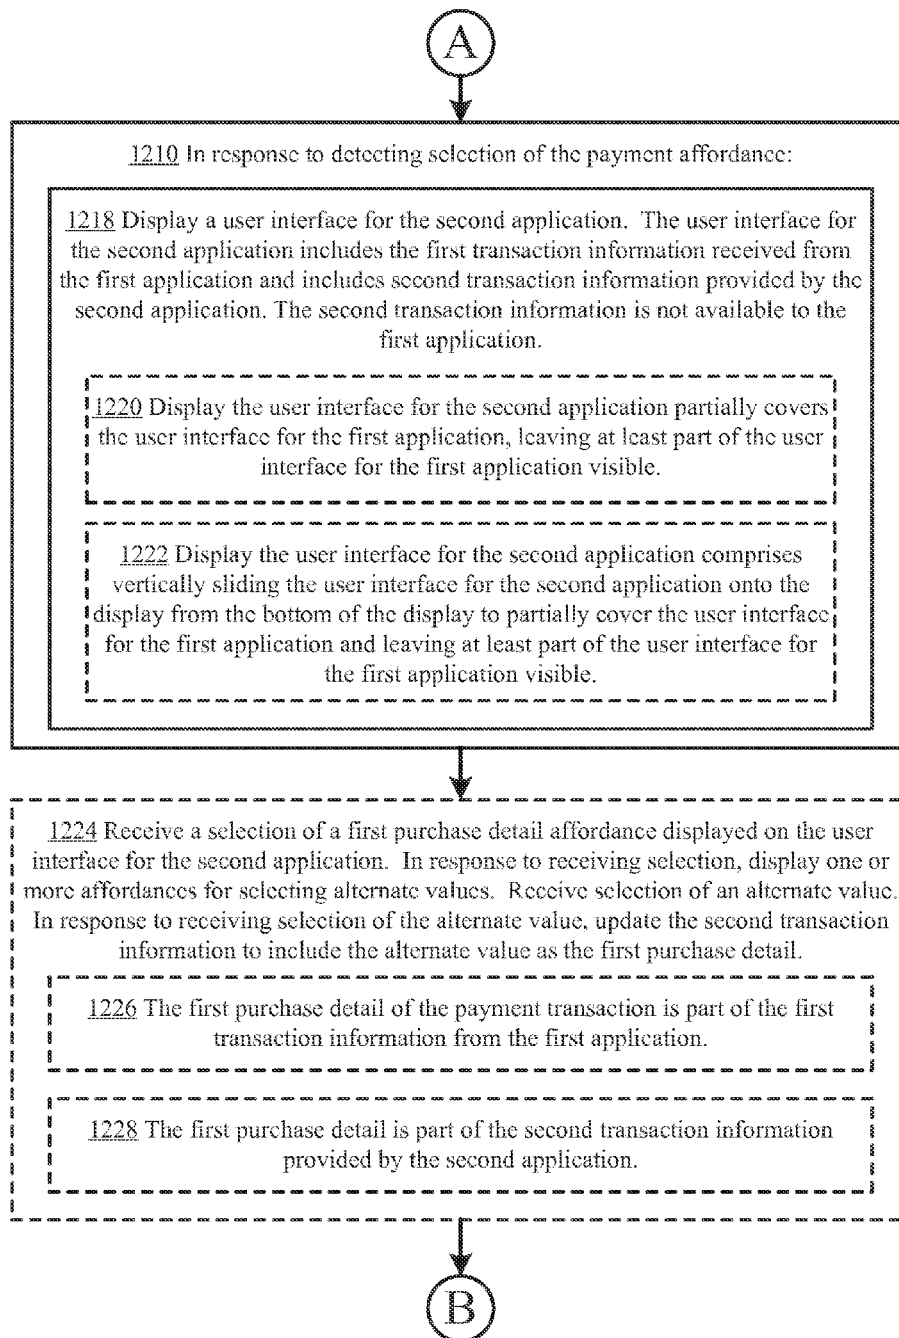 A
1210 In response to detecting selection of the payment affordance:
1218 Display a user interface for the second application. The user interface for
the second application includes the first transaction information received from
the first application and includes second transaction information provided by the
second application. The second transaction information is not available to the
first application.
1220 Display the user interface for the second application partially covers
the user interface for the first application, leaving at least part of the user
interface for the first application visible.
1222 Display the user interface for the second application comprises
vertically sliding the user interface for the second application onto the
display from the bottom of the display to partially cover the user interface
for the first application and leaving at least part of the user interface for
the first application visible.
1224 Receive a selection of a first purchase detail affordance displayed on the user
interface for the second application. In response to receiving selection, display one or
more affordances for selecting alternate values. Receive selection of an alternate value.
In response to receiving selection of the alternate value, update the second transaction
information to include the alternate value as the first purchase detail.
1226 The first purchase detail of the payment transaction is part of the first
transaction information from the first application.
1228 The first purchase detail is part of the second transaction information
provided by the second application.
B